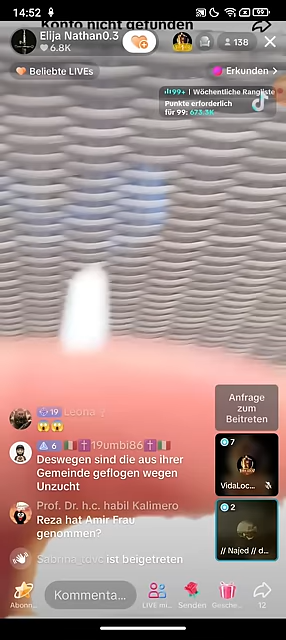 14:52
59
Konto nicht gefunden
Elija Nathan0.3
6.8K
138
Beliebte LIVEs
Erkunden
99+ | Wöchentliche Rangliste
Punkte erforderlich
für 99: 673.3K
Anfrage
zum
Beitreten
19 Leona
😱😱
6 🇲🇽✝️19umbi86✝️🇲🇽
Deswegen sind die aus ihrer
Gemeinde geflogen wegen
Unzucht
7
VidaLoc...
Prof. Dr. h.c. habil Kalimero
Reza hat Amir Frau
genommen?
2
// Najed // d...
Sabrina_lovc ist beigetreten
Kommenta...
Abonn...
LIVE mi...
Senden
Gesche...
12